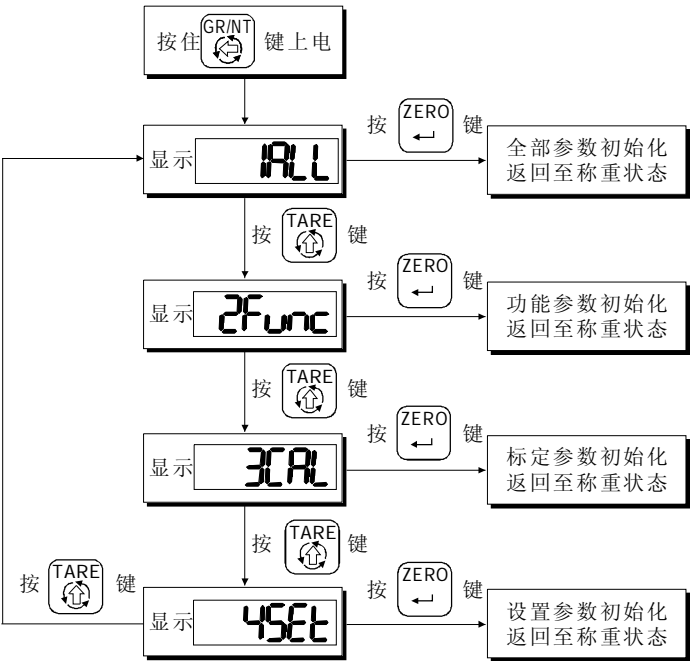 按住 GR/NT 键上电
按 ZERO 键
显示 1ALL
全部参数初始化
返回至称重状态
按 TARE 键
按 ZERO 键
显示 2Func
功能参数初始化
返回至称重状态
按 TARE 键
按 ZERO 键
显示 3CAL
标定参数初始化
返回至称重状态
按 TARE 键
按 TARE 键
按 ZERO 键
显示 4SEt
设置参数初始化
返回至称重状态